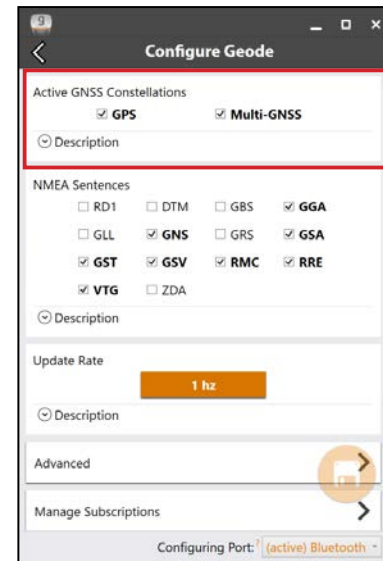 9
Configure Geode
Active GNSS Constellations
GPS Multi-GNSS
Description
NMEA Sentences
RD1 DTM GBS GGA
GLL GNS GRS GSA
GST GSV RMC RRE
VTG ZDA
Description
Update Rate
1 hz
Description
Advanced
Manage Subscriptions
Configuring Port:? (active) Bluetooth